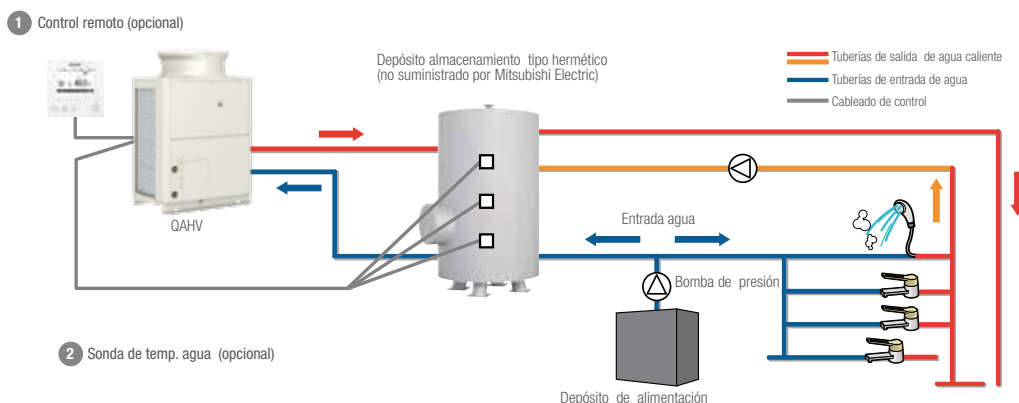 1 Control remoto (opcional)
Depósito almacenamiento tipo hermético
(no suministrado por Mitsubishi Electric)
Tuberías de salida de agua caliente
Tuberías de entrada de agua
Cableado de control
QAHV
Entrada agua
Bomba de presión
2 Sonda de temp. agua (opcional)
Depósito de alimentación